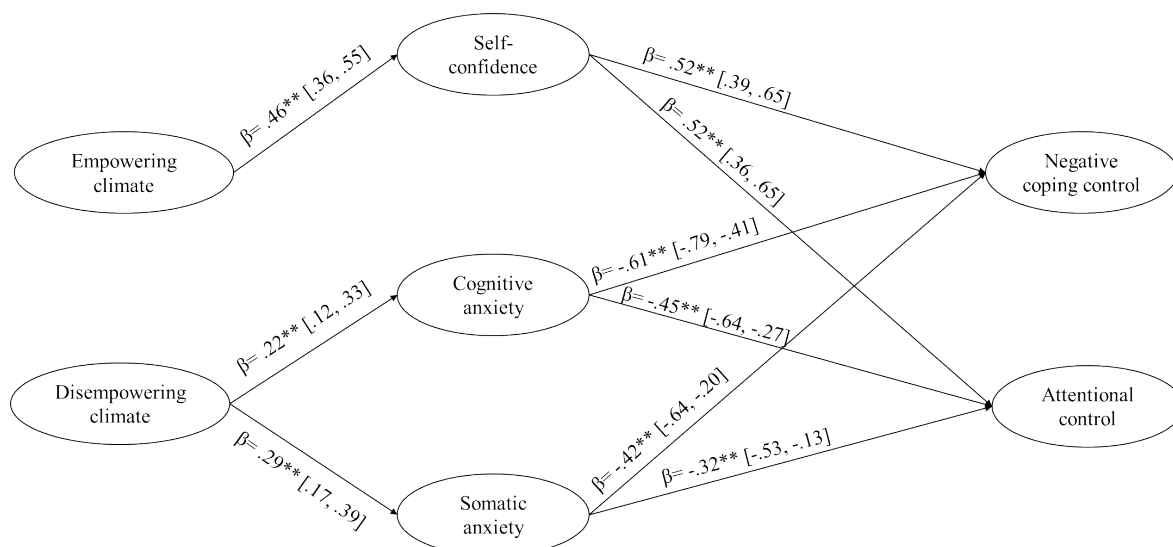 Self-
confidence
β= .46** [.36, .55]
β= .52** [.39, .65]
β= .52** [.36, .65]
Empowering
climate
Negative
coping control
Cognitive
anxiety
β= -.61** [-.79, -.41]
β= -.45** [-.64, -.27]
β= .22** [.12, .33]
Disempowering
climate
Attentional
control
β= .29** [.17, .39]
β= -.42** [-.64, -.20]
β= -.32** [-.53, -.13]
Somatic
anxiety